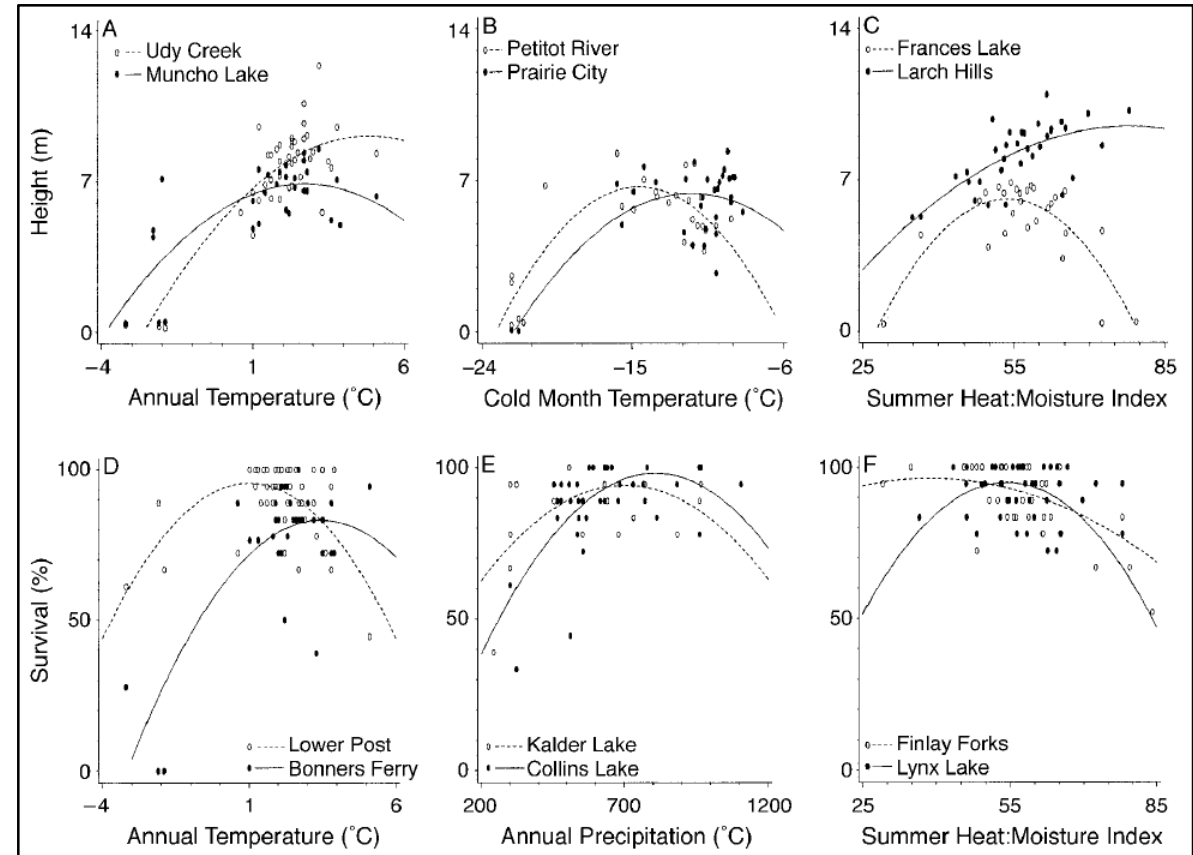 A
Udy Creek
Muncho Lake
14
7
0
Height (m)
-4 1 6
Annual Temperature (°C)
B
Petitot River
Prairie City
14
7
0
-24 -15 -6
Cold Month Temperature (°C)
C
Frances Lake
Larch Hills
14
7
0
25 55 85
Summer Heat:Moisture Index
D
100
50
0
Survival (%)
Lower Post
Bonners Ferry
-4 1 6
Annual Temperature (°C)
E
100
50
0
Kalder Lake
Collins Lake
200 700 1200
Annual Precipitation (°C)
F
100
50
0
Finlay Forks
Lynx Lake
25 55 85
Summer Heat:Moisture Index